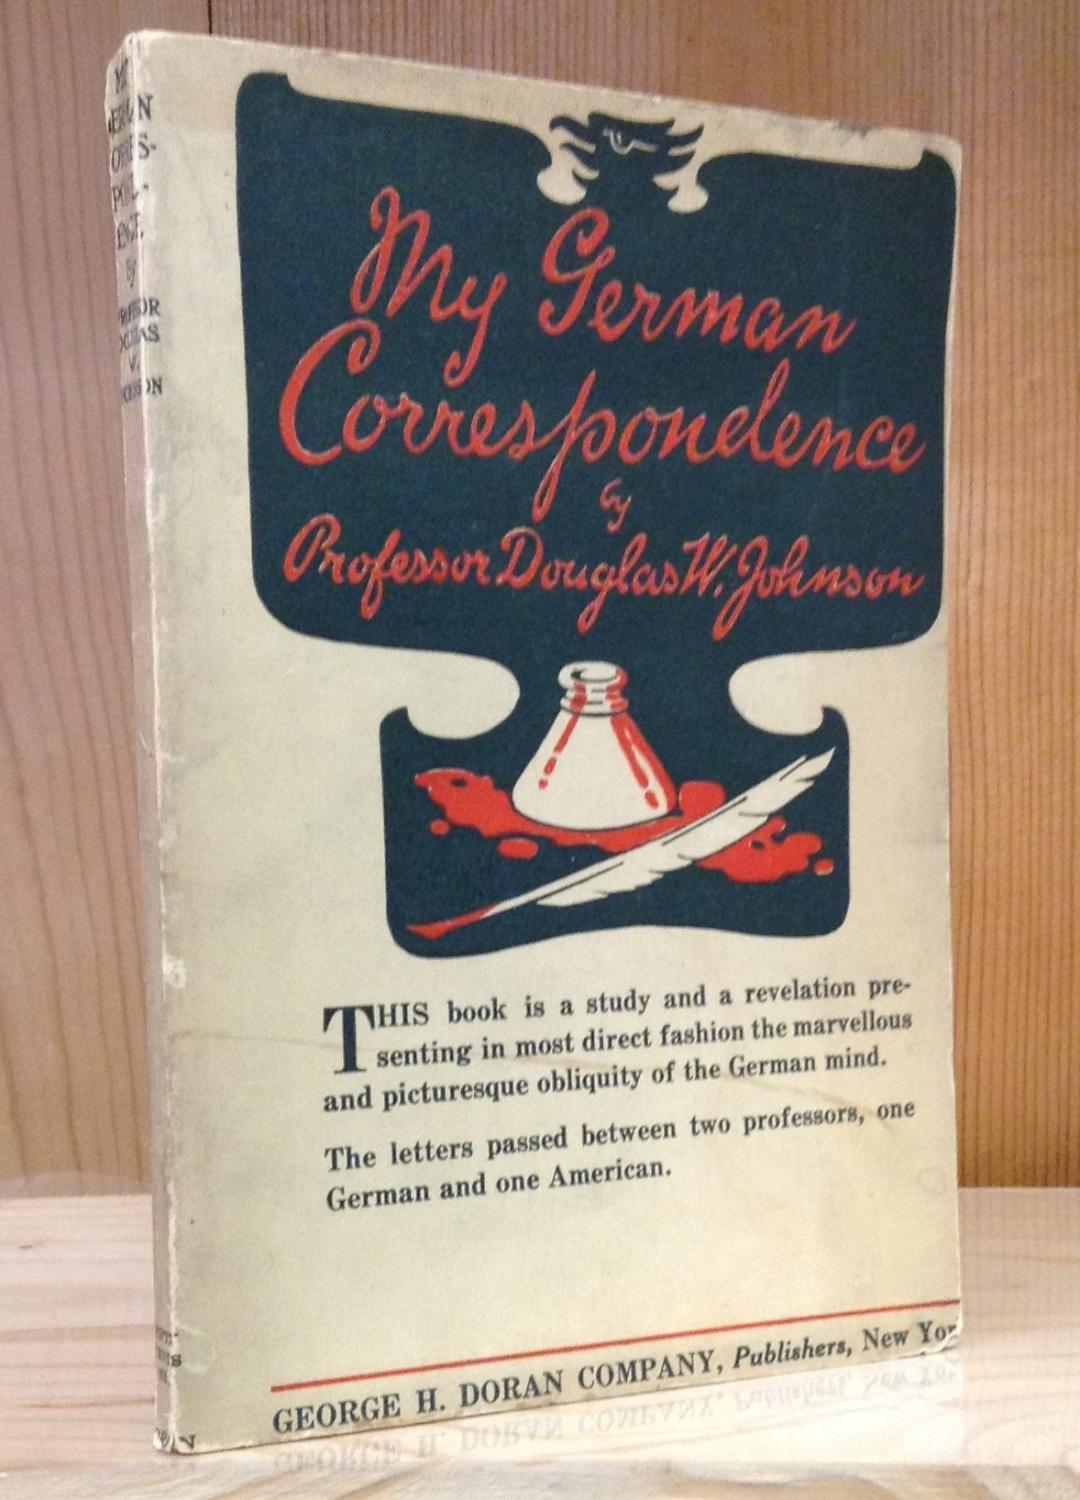 My German
Correspondence
by
Professor Douglas W. Johnson
THIS book is a study and a revelation pre-
senting in most direct fashion the marvellous
and picturesque obliquity of the German mind.
The letters passed between two professors, one
German and one American.
GEORGE H. DORAN COMPANY, Publishers, New Yor